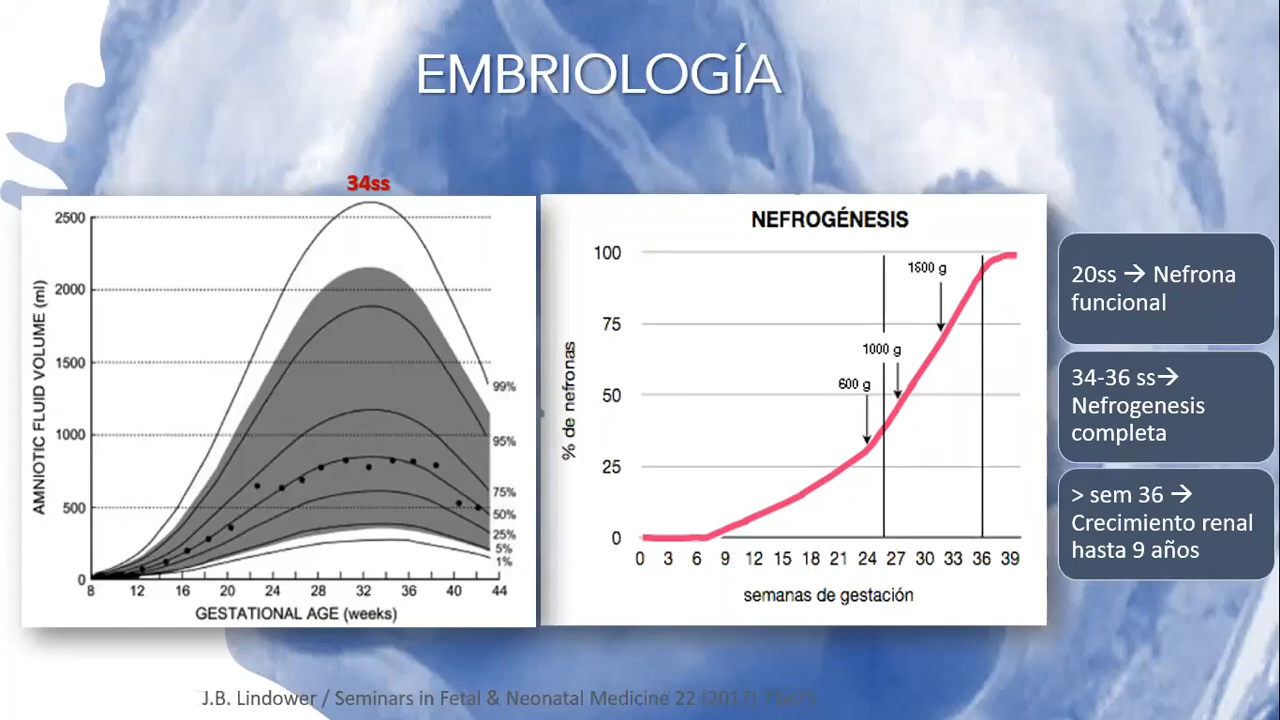 EMBRIOLOGÍA
34ss
2500
2000
1500
1000
500
0
AMNIOTIC FLUID VOLUME (ml)
99%
95%
75%
50%
25%
5%
1%
8 12 16 20 24 28 32 36 40 44
GESTATIONAL AGE (weeks)
NEFROGÉNESIS
100
75
50
25
0
% de nefronas
1800 g
1000 g
600 g
0 3 6 9 12 15 18 21 24 27 30 33 36 39
semanas de gestación
20ss → Nefrona
funcional
34-36 ss→
Nefrogenesis
completa
> sem 36 →
Crecimiento renal
hasta 9 años
J.B. Lindower / Seminars in Fetal & Neonatal Medicine 22 (2017)